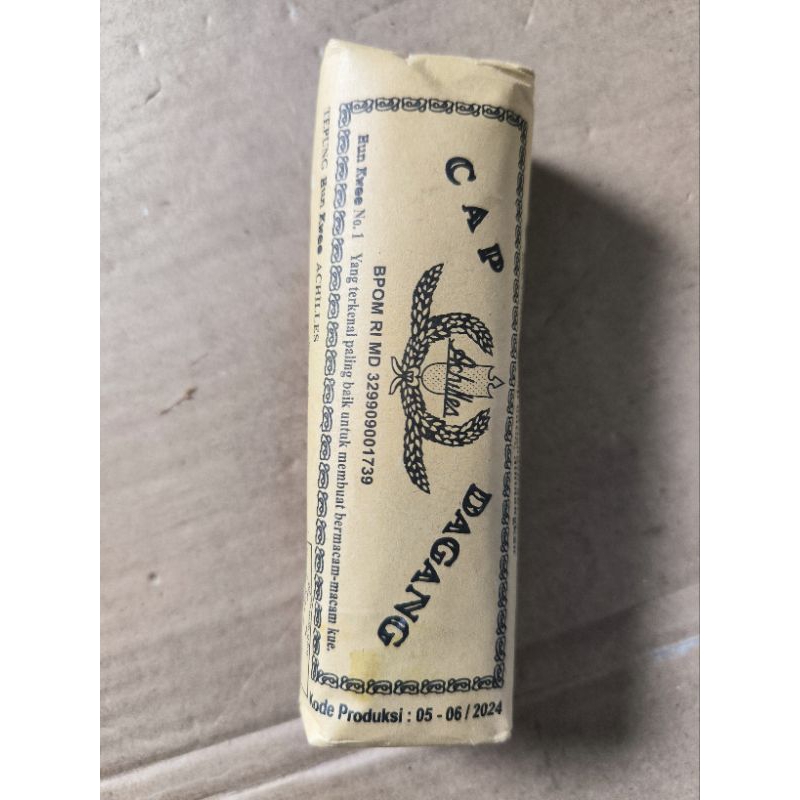 CAP
DAGANG
Achilles
BPOM RI MD 329909001739
Hun Kwee No. 1 Yang terkenal paling baik untuk membuat bermacam-macam kue.
TEPUNG Hun Kwee ACHILLES
Kode Produksi : 05 - 06 / 2024